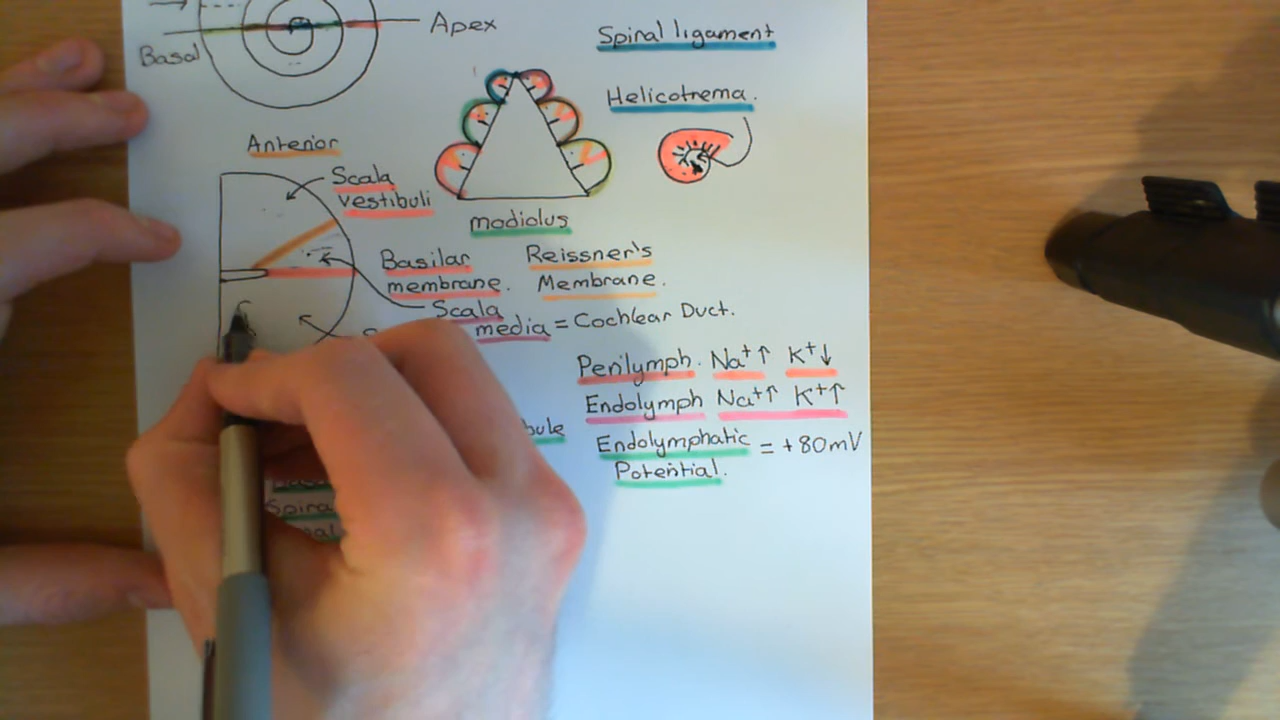 Apex
Basal
Spiral ligament
Helicotrema.
Anterior
Scala
vestibuli
modiolus
Basilar
membrane.
Reissner's
Membrane.
Scala
media = Cochlear Duct.
Perilymph. Na+↑ K+↓
Endolymph Na+↑ K+↑
Endolymphatic = +80mV
Potential.
Spiral